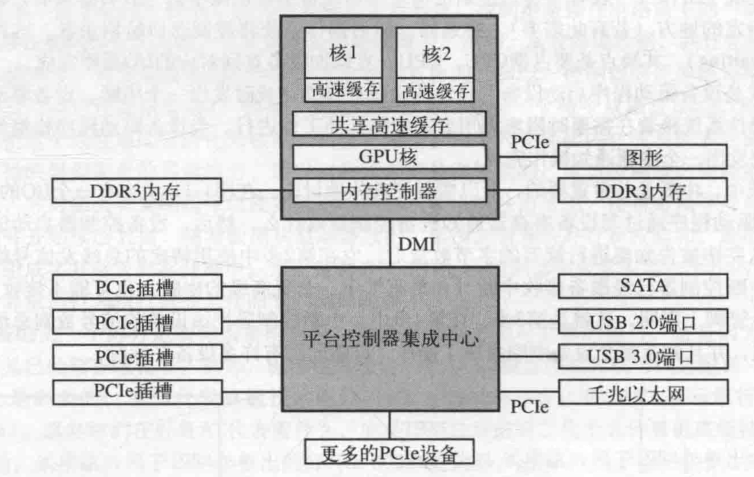 核1 核2
高速缓存 高速缓存
共享高速缓存
PCIe
GPU核 图形
DDR3内存 内存控制器 DDR3内存
DMI
PCIe插槽 SATA
PCIe插槽 USB 2.0端口
平台控制器集成中心
PCIe插槽 USB 3.0端口
PCIe插槽 千兆以太网
PCIe
更多的PCIe设备